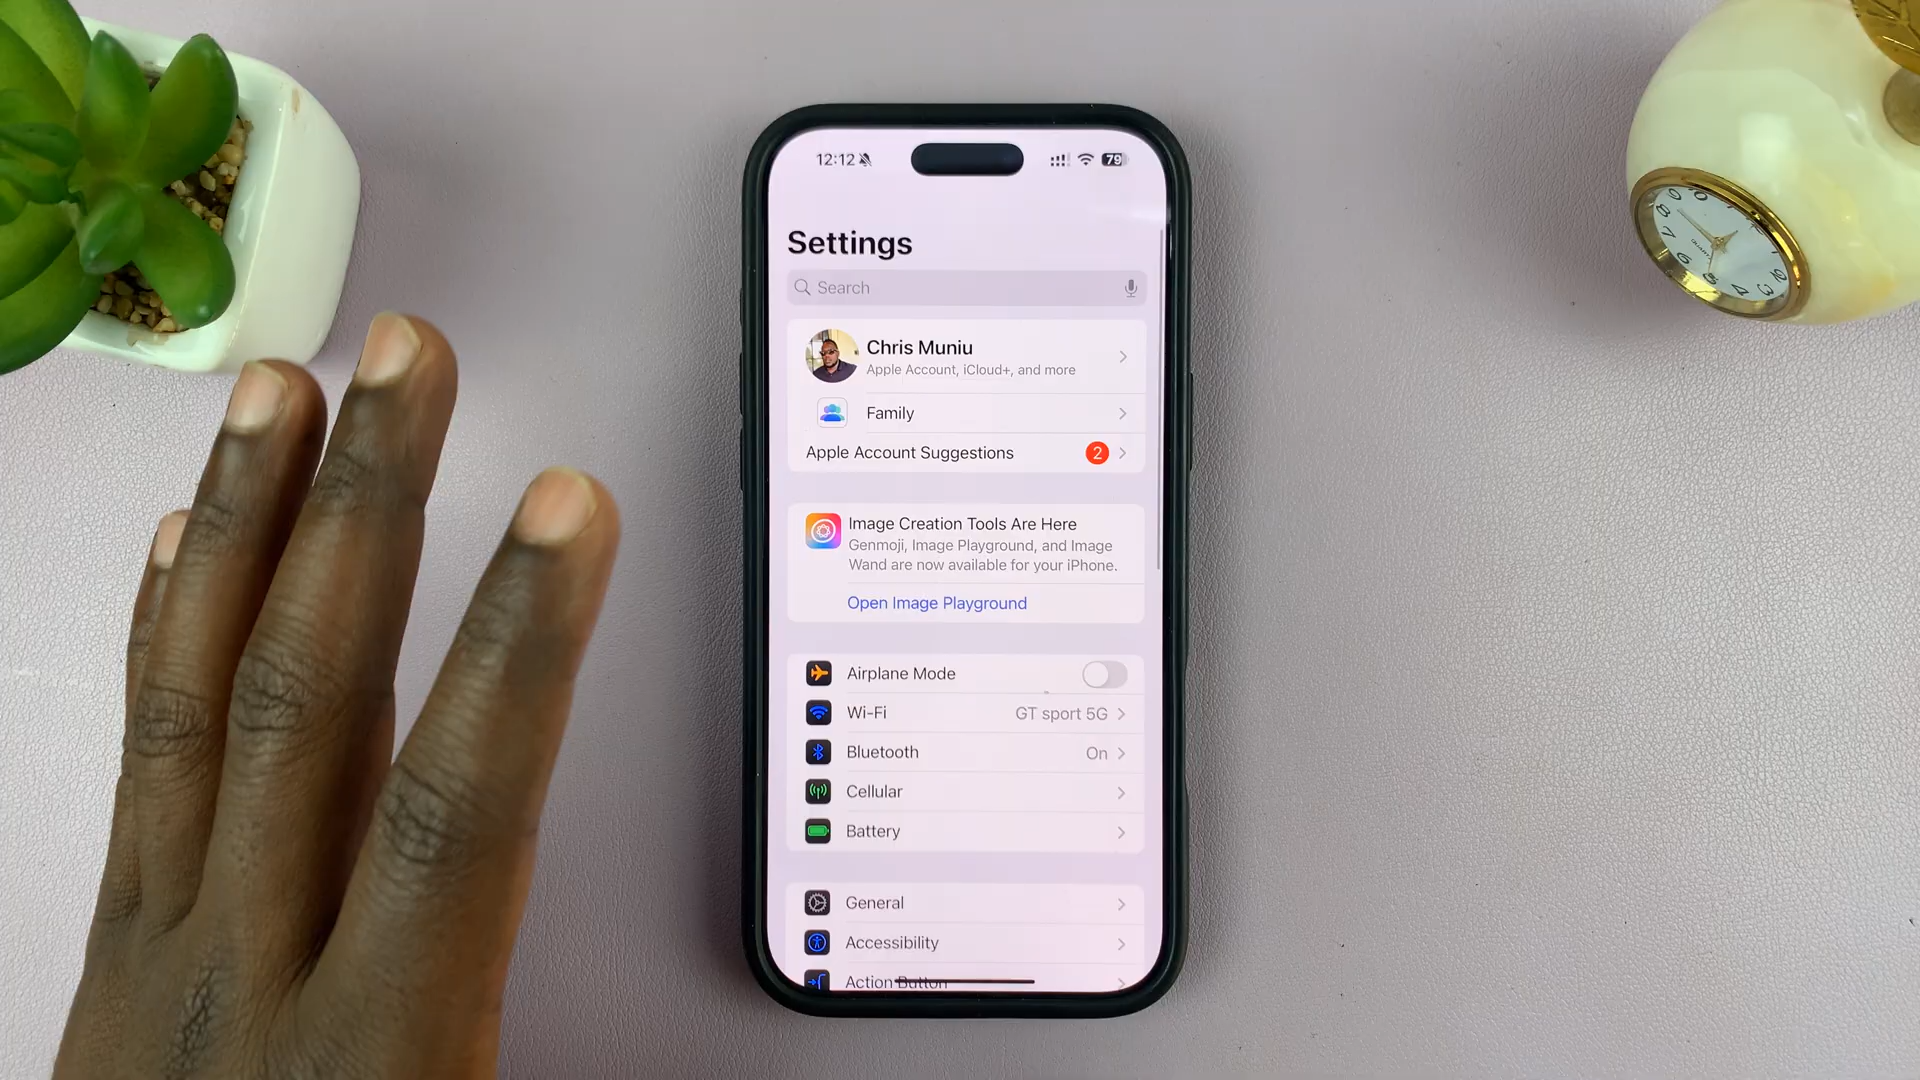 12:12
79
Settings
Search
Chris Muniu
Apple Account, iCloud+, and more
Family
Apple Account Suggestions 2
Image Creation Tools Are Here
Genmoji, Image Playground, and Image
Wand are now available for your iPhone.
Open Image Playground
Airplane Mode
Wi-Fi GT sport 5G
Bluetooth On
Cellular
Battery
General
Accessibility
Action Button
QUARTZ